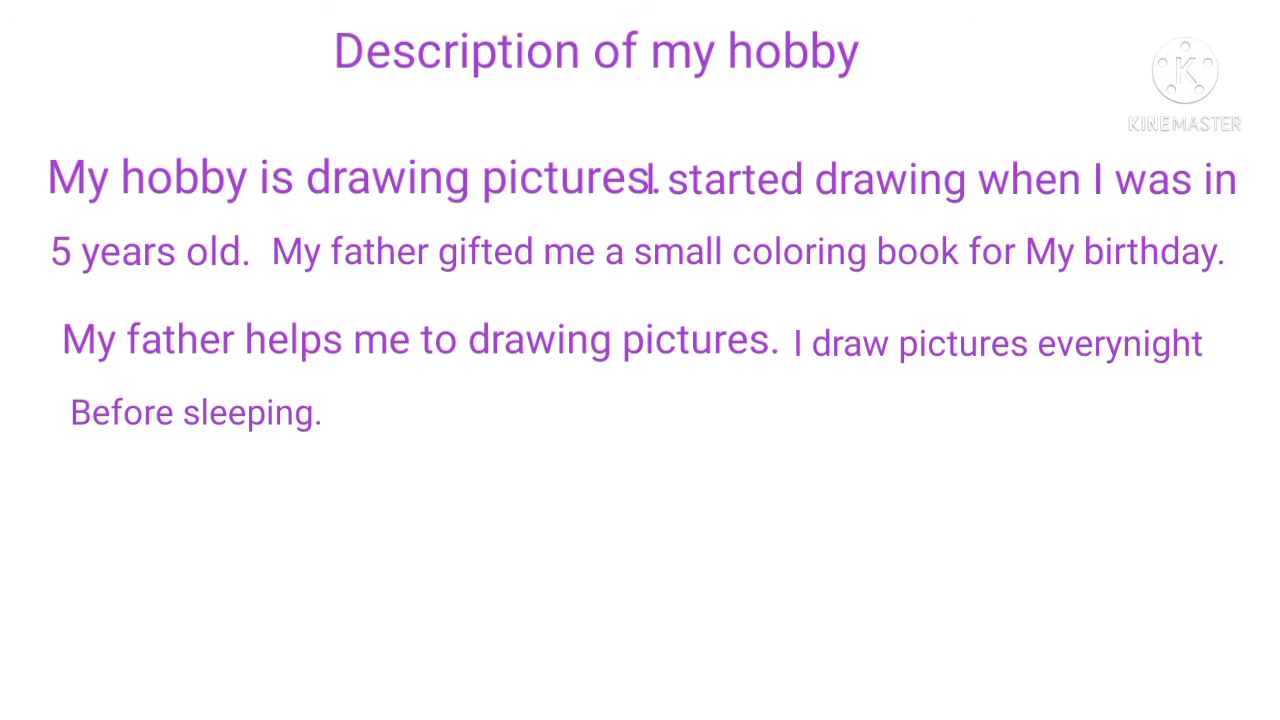 Description of my hobby
KINEMASTER
My hobby is drawing pictures. I started drawing when I was in
5 years old. My father gifted me a small coloring book for My birthday.
My father helps me to drawing pictures. I draw pictures everynight
Before sleeping.